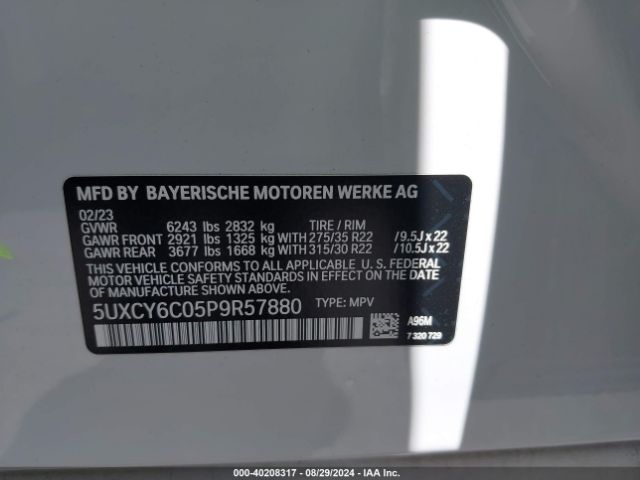 MFD BY BAYERISCHE MOTOREN WERKE AG
02/23
GVWR 6243 lbs 2832 kg TIRE / RIM
GAWR FRONT 2921 lbs 1325 kg WITH 275/35 R22 /9.5J x 22
GAWR REAR 3677 lbs 1668 kg WITH 315/30 R22 /10.5J x 22
THIS VEHICLE CONFORMS TO ALL APPLICABLE U. S. FEDERAL
MOTOR VEHICLE SAFETY STANDARDS IN EFFECT ON THE
DATE OF MANUFACTURE SHOWN ABOVE.
5UXCY6C05P9R57880 TYPE: MPV
A96M
7 320 729
000-40208317 - 08/29/2024 - IAA Inc.